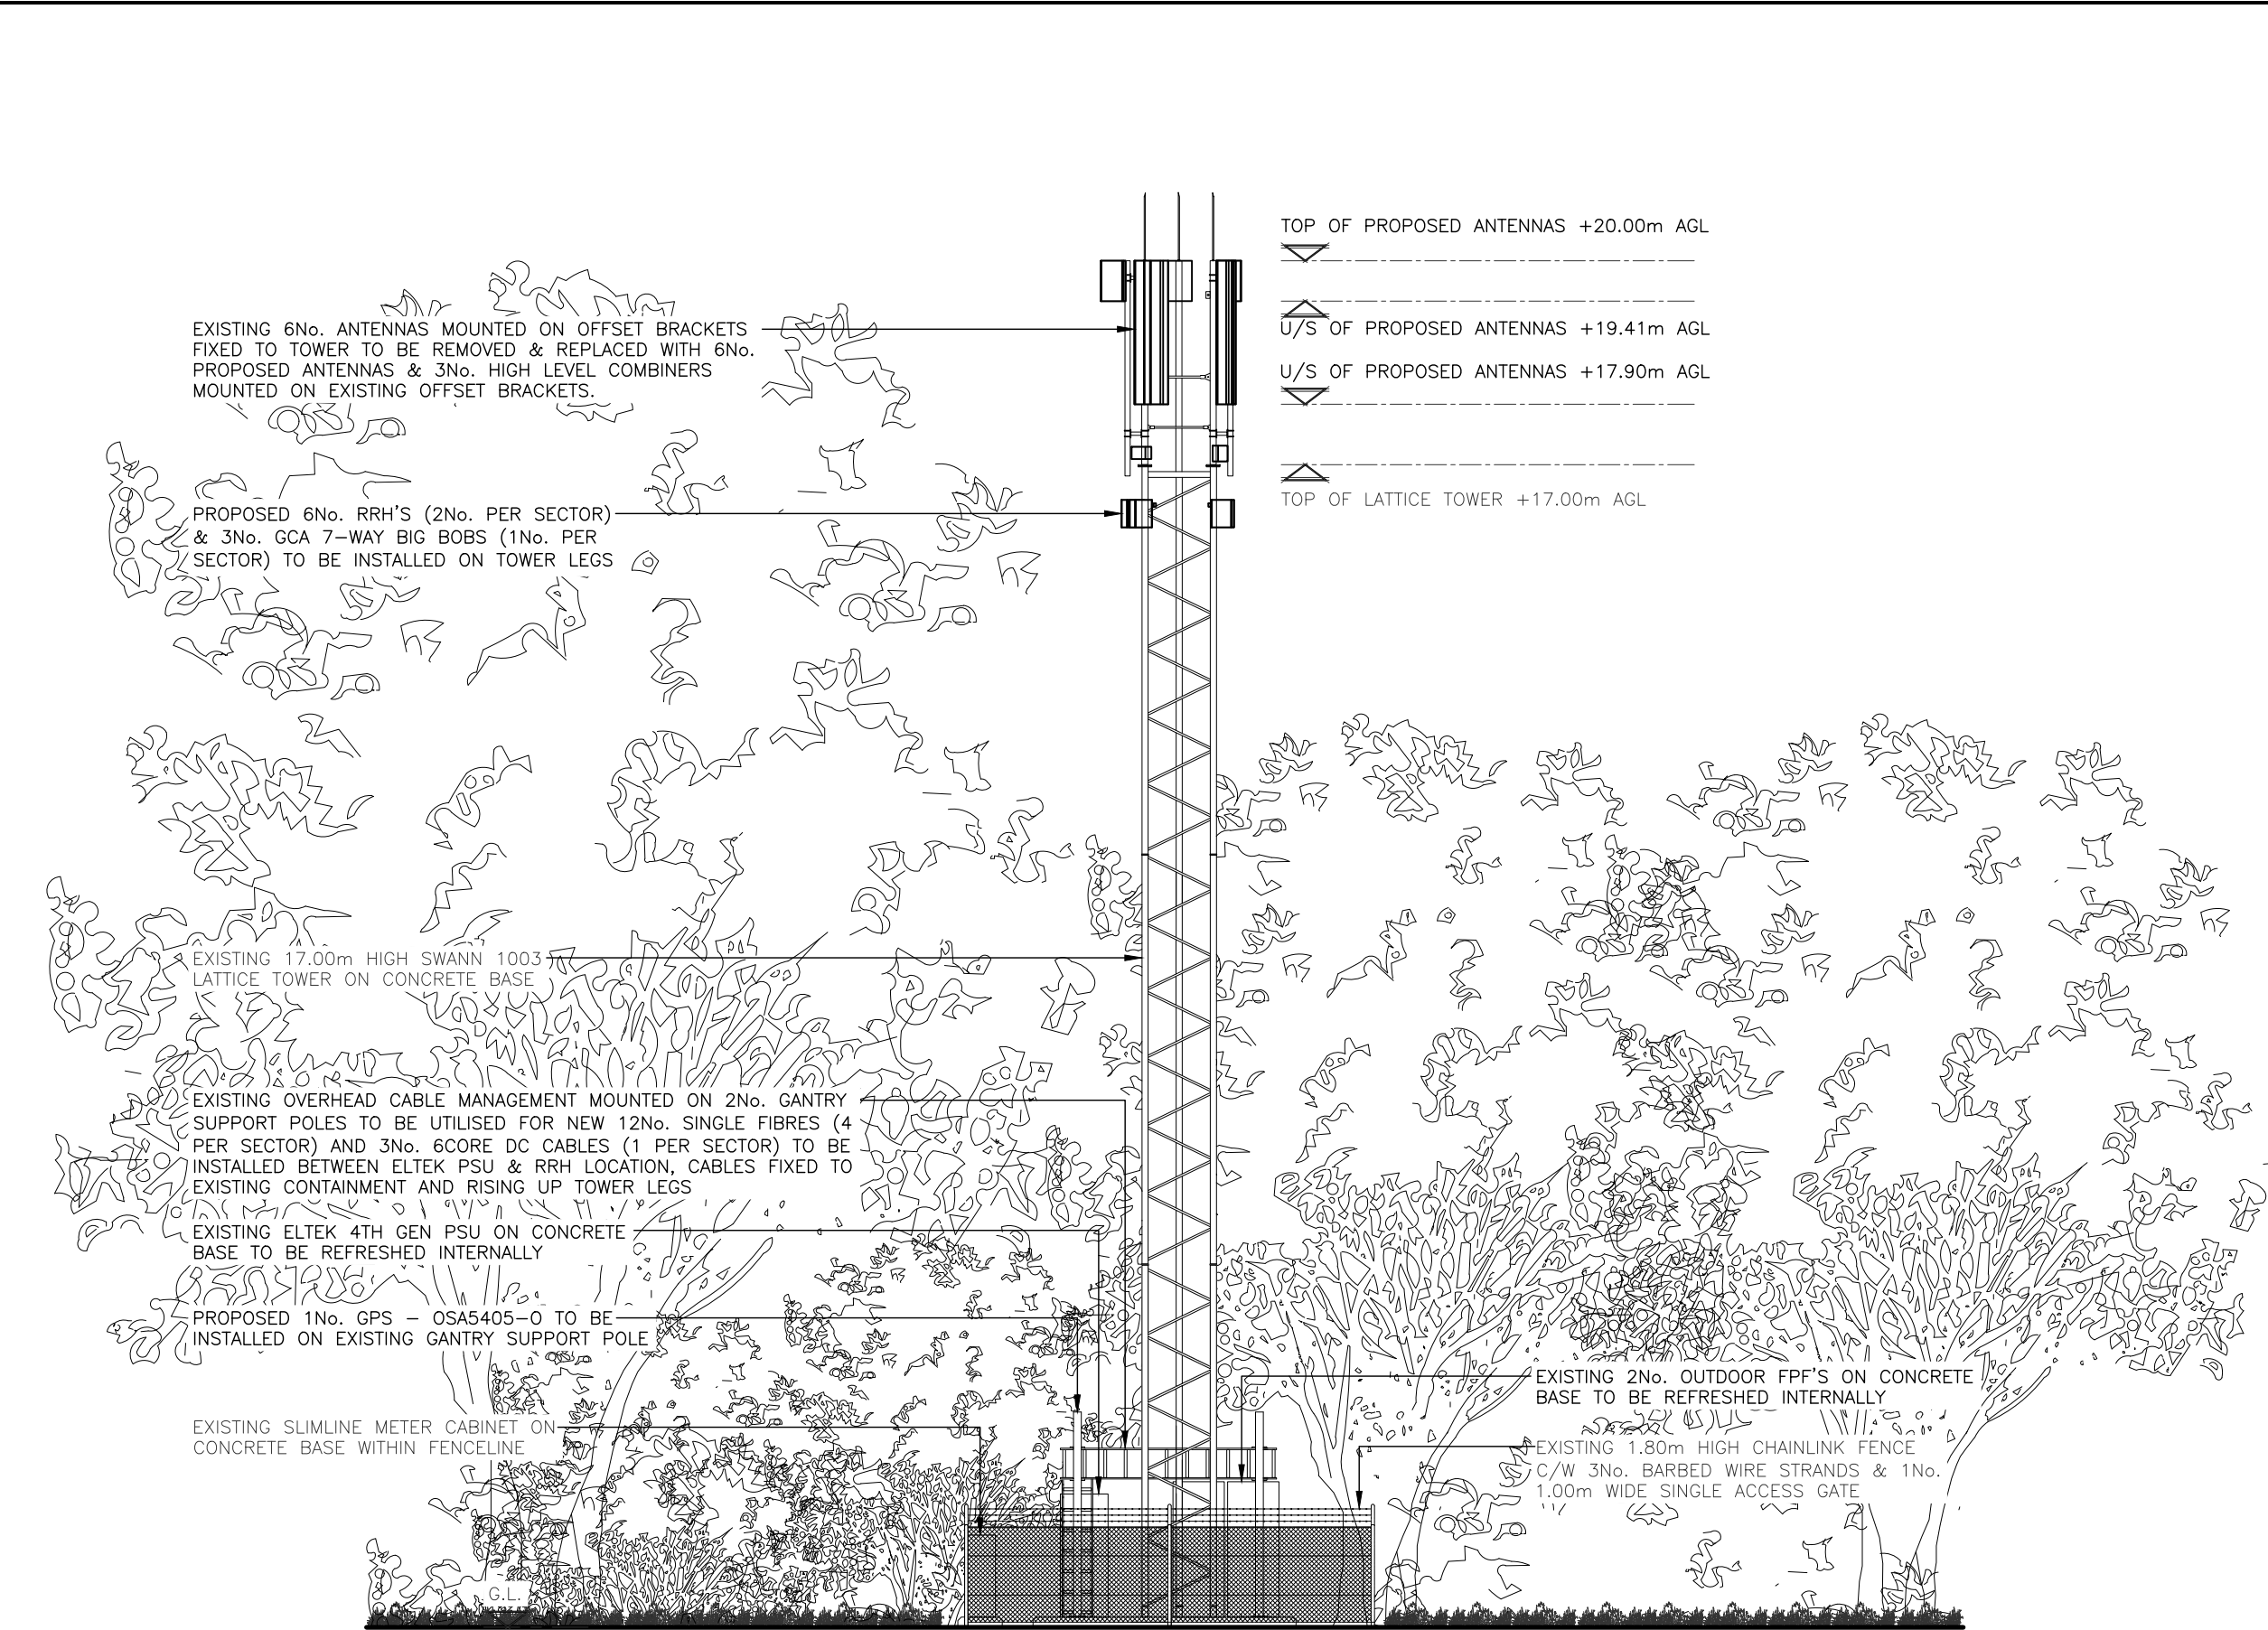 TOP OF PROPOSED ANTENNAS +20.00m AGL
U/S OF PROPOSED ANTENNAS +19.41m AGL
U/S OF PROPOSED ANTENNAS +17.90m AGL
TOP OF LATTICE TOWER +17.00m AGL
EXISTING 6No. ANTENNAS MOUNTED ON OFFSET BRACKETS
FIXED TO TOWER TO BE REMOVED & REPLACED WITH 6No.
PROPOSED ANTENNAS & 3No. HIGH LEVEL COMBINERS
MOUNTED ON EXISTING OFFSET BRACKETS.
PROPOSED 6No. RRH'S (2No. PER SECTOR)
& 3No. GCA 7-WAY BIG BOBS (1No. PER
SECTOR) TO BE INSTALLED ON TOWER LEGS
EXISTING 17.00m HIGH SWANN 1003
LATTICE TOWER ON CONCRETE BASE
EXISTING OVERHEAD CABLE MANAGEMENT MOUNTED ON 2No. GANTRY
SUPPORT POLES TO BE UTILISED FOR NEW 12No. SINGLE FIBRES (4
PER SECTOR) AND 3No. 6CORE DC CABLES (1 PER SECTOR) TO BE
INSTALLED BETWEEN ELTEK PSU & RRH LOCATION, CABLES FIXED TO
EXISTING CONTAINMENT AND RISING UP TOWER LEGS
EXISTING ELTEK 4TH GEN PSU ON CONCRETE
BASE TO BE REFRESHED INTERNALLY
PROPOSED 1No. GPS - OSA5405-O TO BE
INSTALLED ON EXISTING GANTRY SUPPORT POLE
EXISTING SLIMLINE METER CABINET ON
CONCRETE BASE WITHIN FENCELINE
EXISTING 2No. OUTDOOR FPF'S ON CONCRETE
BASE TO BE REFRESHED INTERNALLY
EXISTING 1.80m HIGH CHAINLINK FENCE
C/W 3No. BARBED WIRE STRANDS & 1No.
1.00m WIDE SINGLE ACCESS GATE
G.L.